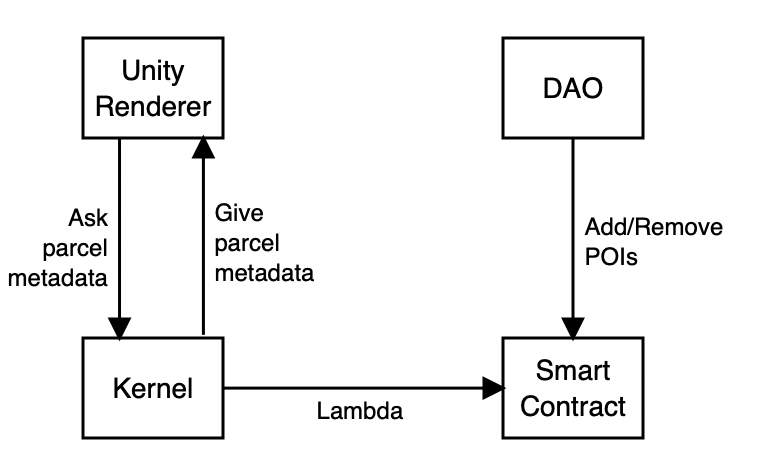 Unity
Renderer
DAO
Ask
parcel
metadata
Give
parcel
metadata
Add/Remove
POIs
Kernel
Lambda
Smart
Contract